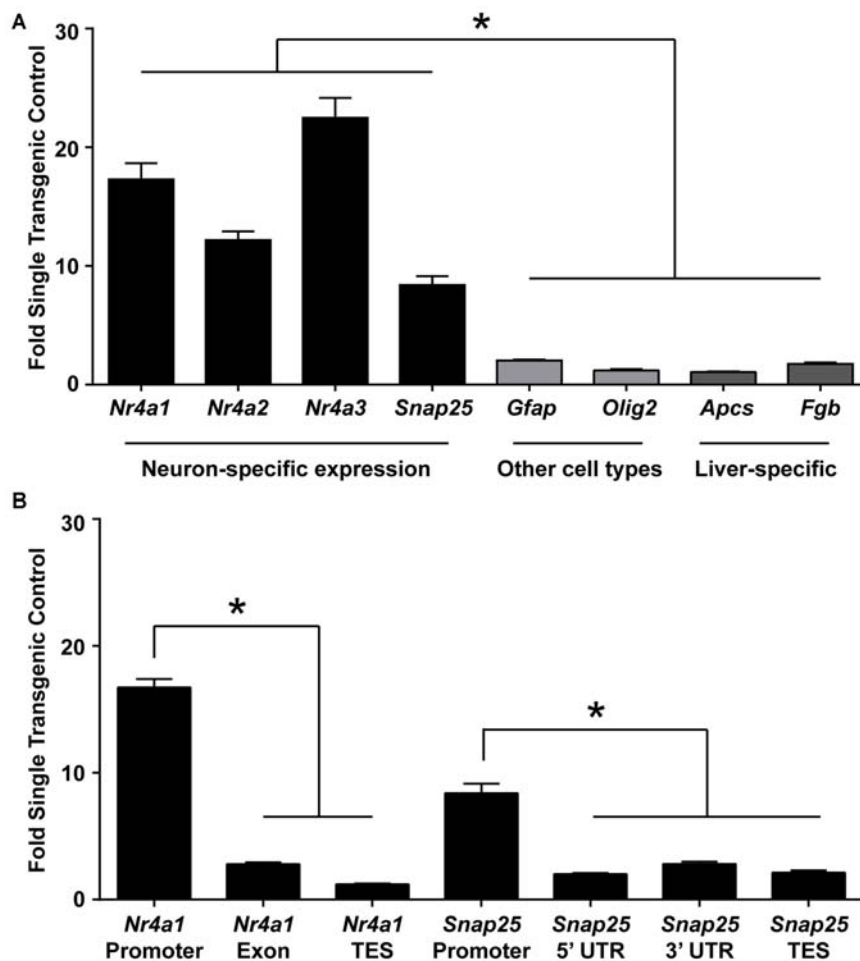 A
30
20
10
0
Fold Single Transgenic Control
*
Nr4a1 Nr4a2 Nr4a3 Snap25 Gfap Olig2 Apcs Fgb
Neuron-specific expression Other cell types Liver-specific
B
30
20
10
0
Fold Single Transgenic Control
*
*
Nr4a1 Nr4a1 Nr4a1 Snap25 Snap25 Snap25 Snap25
Promoter Exon TES Promoter 5' UTR 3' UTR TES